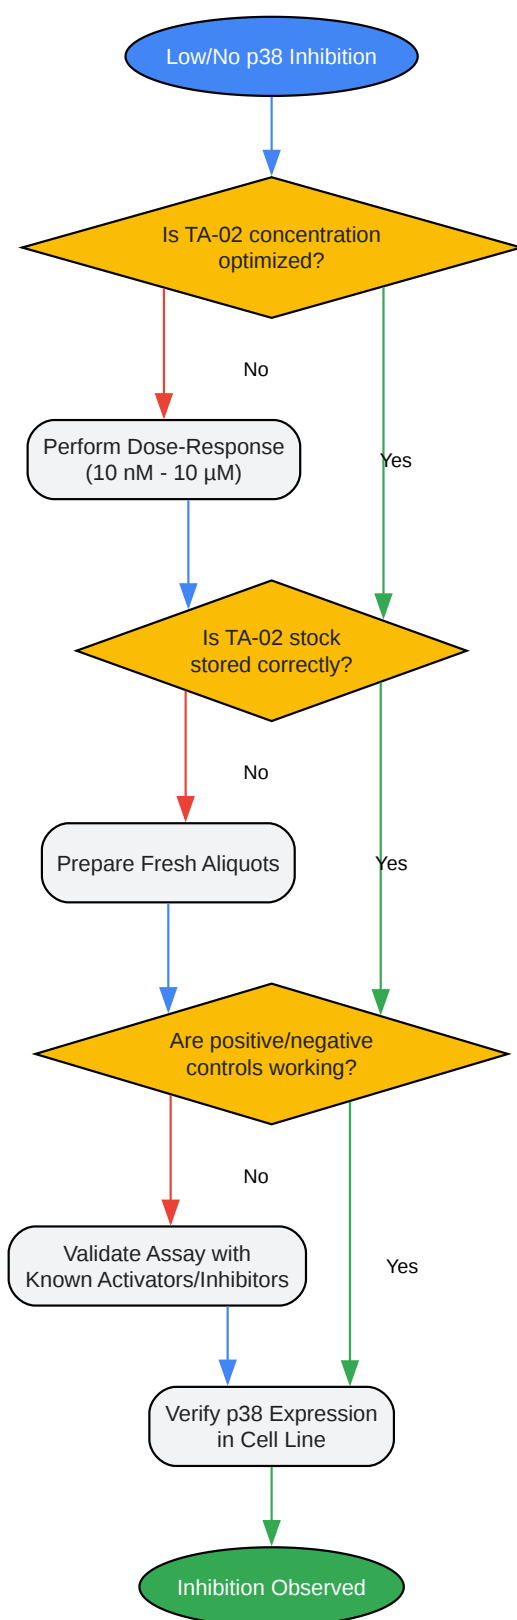 Low/No p38 Inhibition
Is TA-02 concentration
optimized?
No
Perform Dose-Response
(10 nM - 10 µM)
Yes
Is TA-02 stock
stored correctly?
No
Prepare Fresh Aliquots
Yes
Are positive/negative
controls working?
No
Validate Assay with
Known Activators/Inhibitors
Yes
Verify p38 Expression
in Cell Line
Inhibition Observed